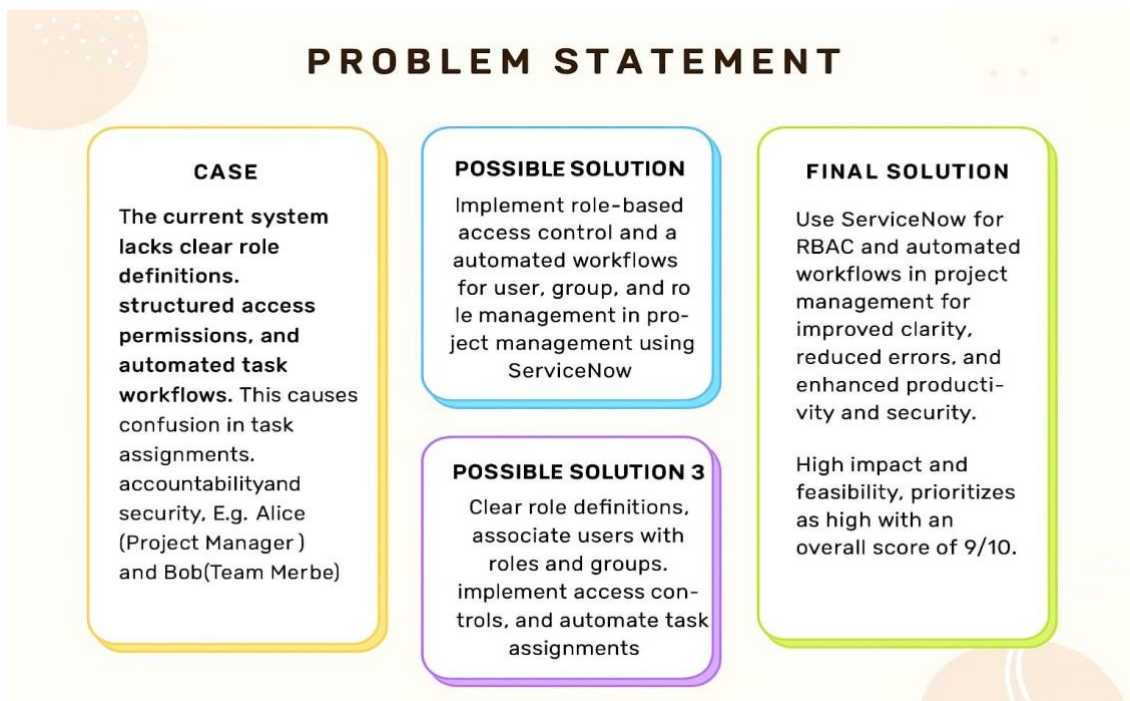 PROBLEM STATEMENT
CASE
The current system
lacks clear role
definitions.
structured access
permissions, and
automated task
workflows. This causes
confusion in task
assignments.
accountabilityand
security, E.g. Alice
(Project Manager )
and Bob(Team Merbe)
POSSIBLE SOLUTION
Implement role-based
access control and a
automated workflows
for user, group, and ro
le management in pro-
ject management using
ServiceNow
POSSIBLE SOLUTION 3
Clear role definitions,
associate users with
roles and groups.
implement access con-
trols, and automate task
assignments
FINAL SOLUTION
Use ServiceNow for
RBAC and automated
workflows in project
management for
improved clarity,
reduced errors, and
enhanced producti-
vity and security.
High impact and
feasibility, prioritizes
as high with an
overall score of 9/10.